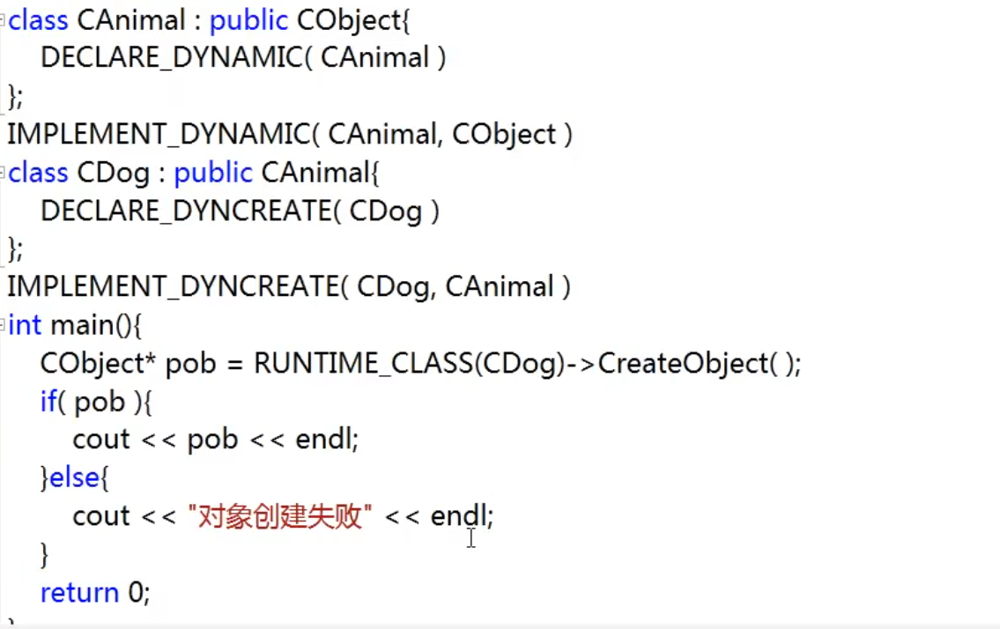 class CAnimal : public CObject{
    DECLARE_DYNAMIC( CAnimal )
};
IMPLEMENT_DYNAMIC( CAnimal, CObject )
class CDog : public CAnimal{
    DECLARE_DYNCREATE( CDog )
};
IMPLEMENT_DYNCREATE( CDog, CAnimal )
int main(){
    CObject* pob = RUNTIME_CLASS(CDog)->CreateObject( );
    if( pob ){
        cout << pob << endl;
    }else{
        cout << "对象创建失败" << endl;
    }
    return 0;